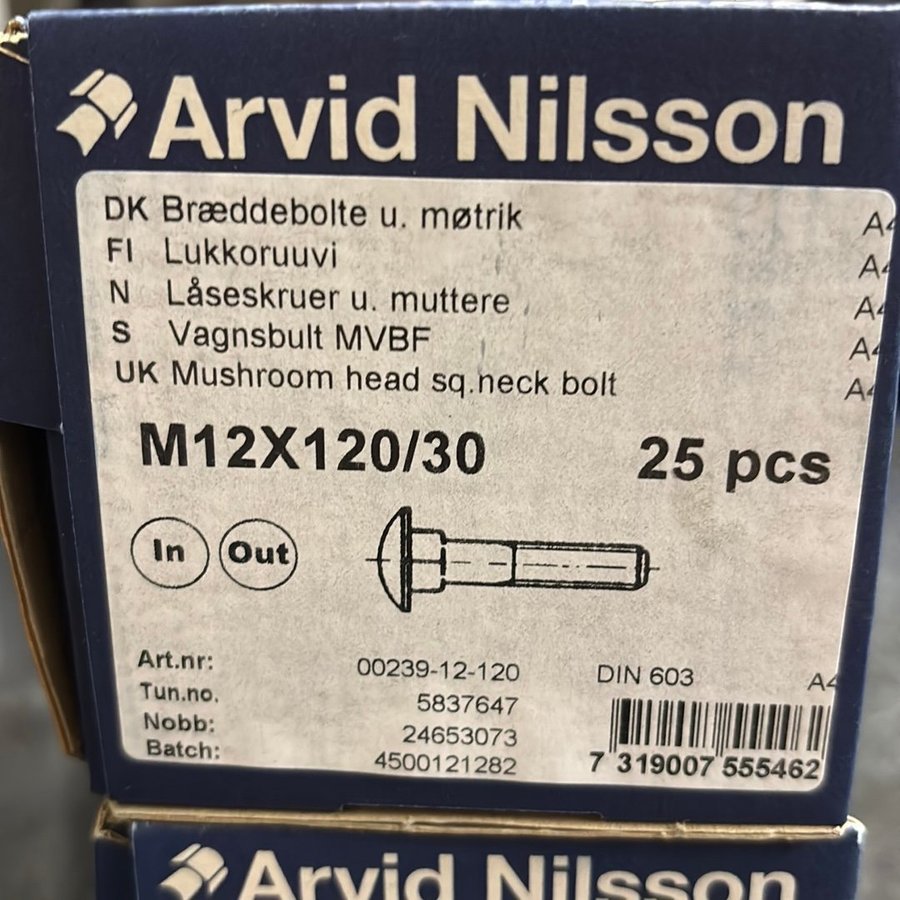 Arvid Nilsson
DK Bræddebolte u. møtrik A4
FI Lukkoruuvi A4
N Låseskruer u. muttere A4
S Vagnsbult MVBF A4
UK Mushroom head sq.neck bolt A4
M12X120/30 25 pcs
In Out
Art.nr: 00239-12-120 DIN 603 A4
Tun.no. 5837647
Nobb: 24653073
Batch: 4500121282 7 319007 555462
Arvid Nilsson